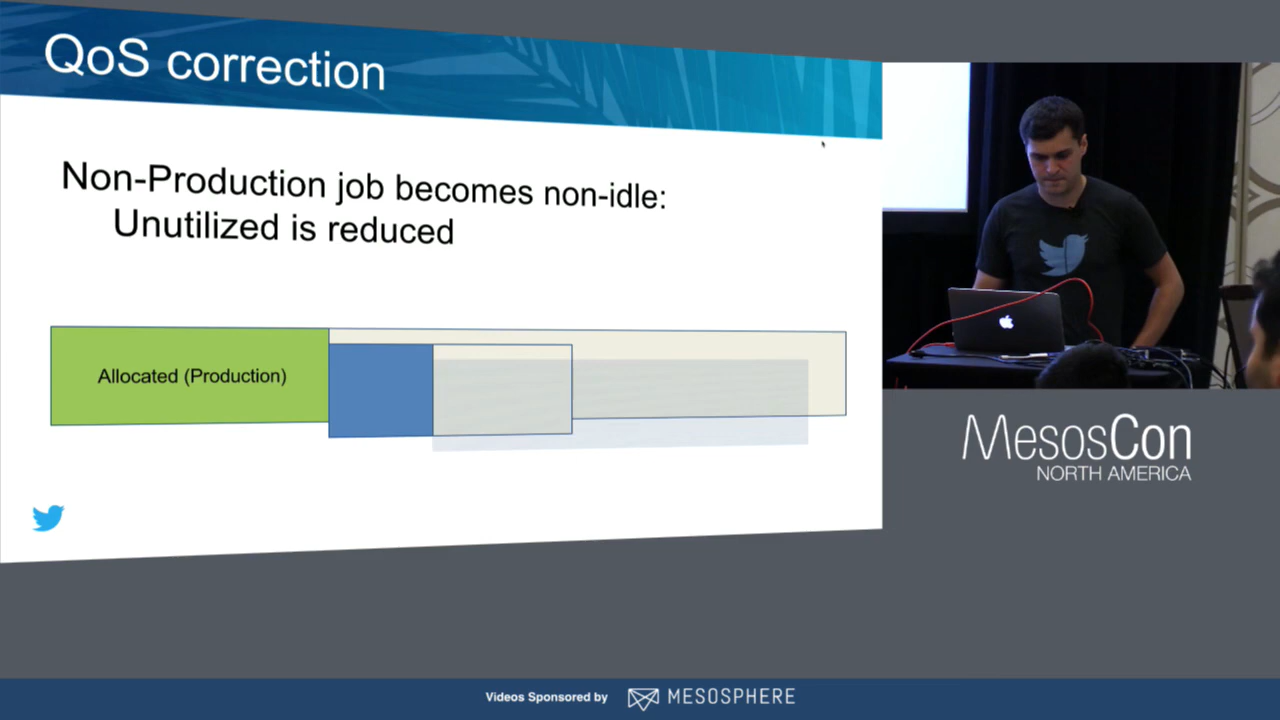 QoS correction
Non-Production job becomes non-idle:
Unutilized is reduced
Allocated (Production)
MesosCon
NORTH AMERICA
Videos Sponsored by
MESOSPHERE